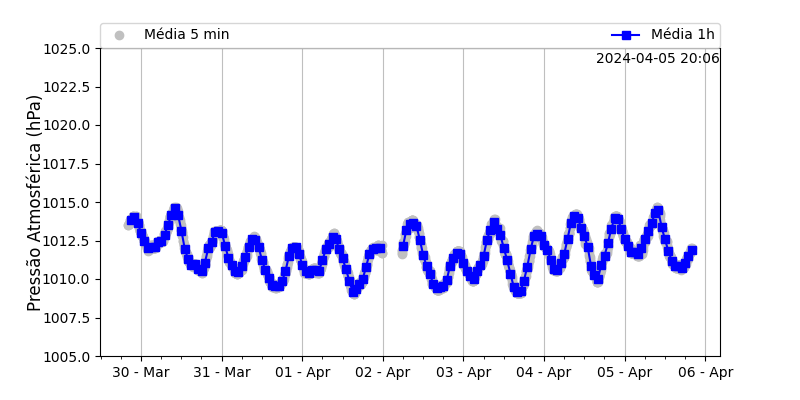 Média 5 min
Média 1h
2024-04-05 20:06
Pressão Atmosférica (hPa)
1025.0
1022.5
1020.0
1017.5
1015.0
1012.5
1010.0
1007.5
1005.0
30 - Mar
31 - Mar
01 - Apr
02 - Apr
03 - Apr
04 - Apr
05 - Apr
06 - Apr